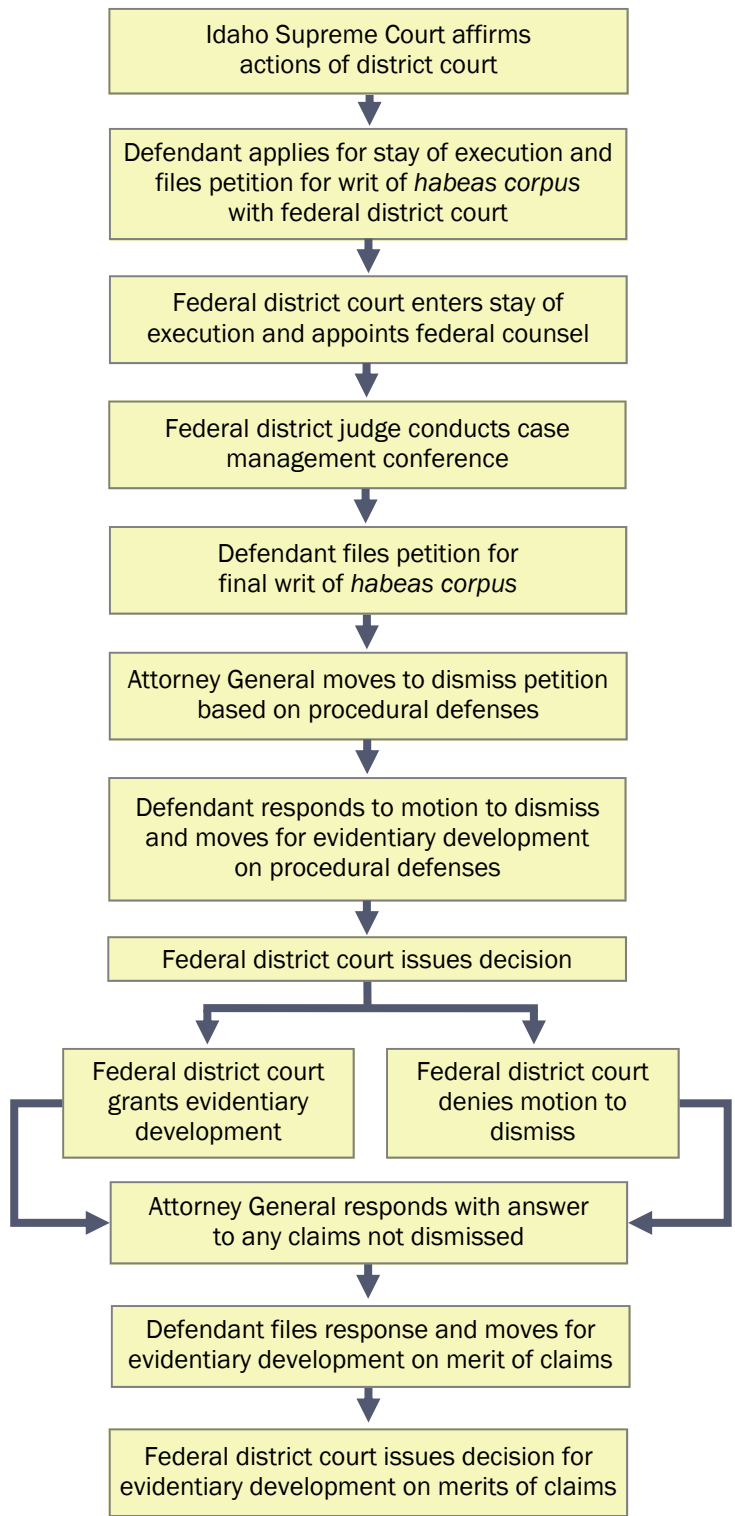 Idaho Supreme Court affirms
actions of district court
Defendant applies for stay of execution and
files petition for writ of habeas corpus
with federal district court
Federal district court enters stay of
execution and appoints federal counsel
Federal district judge conducts case
management conference
Defendant files petition for
final writ of habeas corpus
Attorney General moves to dismiss petition
based on procedural defenses
Defendant responds to motion to dismiss
and moves for evidentiary development
on procedural defenses
Federal district court issues decision
Federal district court
grants evidentiary
development
Federal district court
denies motion to
dismiss
Attorney General responds with answer
to any claims not dismissed
Defendant files response and moves for
evidentiary development on merit of claims
Federal district court issues decision for
evidentiary development on merits of claims